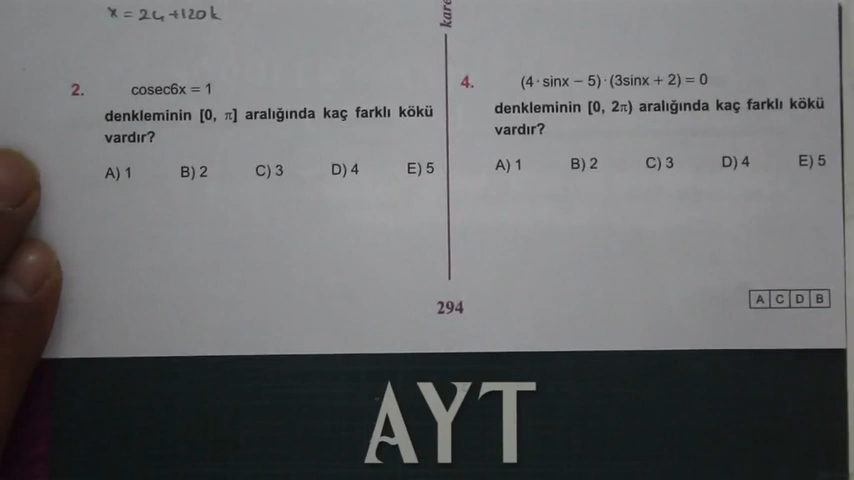 x = 24 + 120k
kare
2. cosec6x = 1
denkleminin [0, π] aralığında kaç farklı kökü
vardır?
A) 1 B) 2 C) 3 D) 4 E) 5
4. (4·sinx − 5)·(3sinx + 2) = 0
denkleminin [0, 2π) aralığında kaç farklı kökü
vardır?
A) 1 B) 2 C) 3 D) 4 E) 5
294
A C D B
AYT